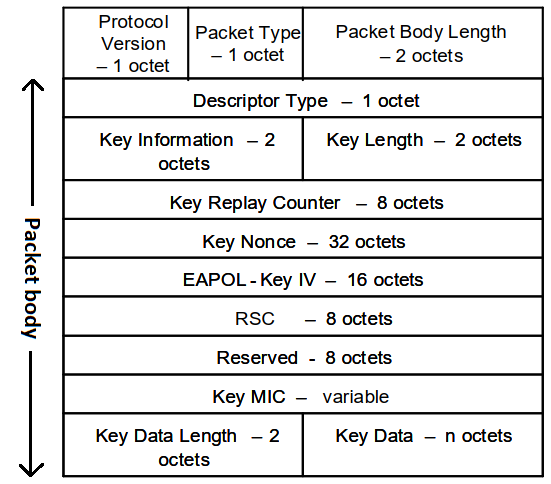 Protocol
Version
– 1 octet
Packet Type
– 1 octet
Packet Body Length
– 2 octets
Descriptor Type – 1 octet
Key Information – 2
octets
Key Length – 2 octets
Key Replay Counter – 8 octets
Key Nonce – 32 octets
EAPOL - Key IV – 16 octets
RSC – 8 octets
Reserved - 8 octets
Key MIC – variable
Key Data Length – 2
octets
Key Data – n octets
Packet body